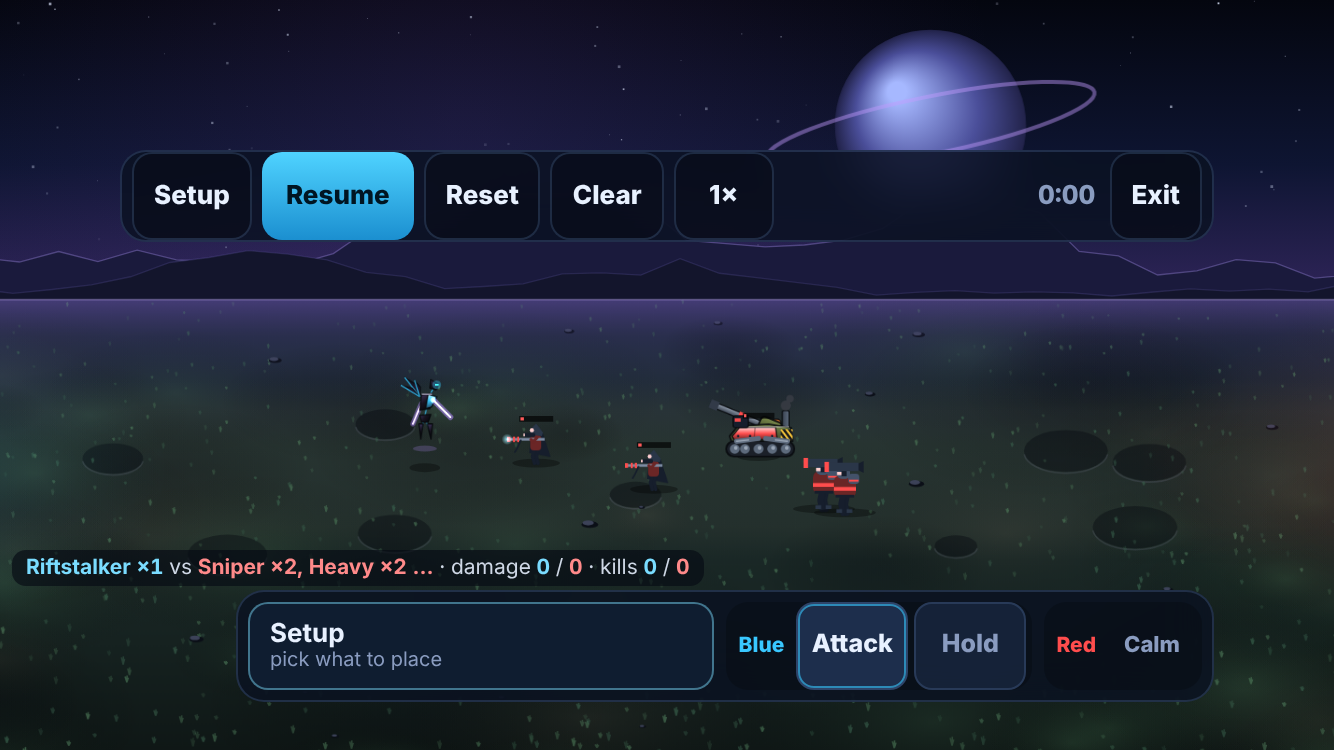 Setup Resume Reset Clear 1× 0:00 Exit
Riftstalker ×1 vs Sniper ×2, Heavy ×2 … · damage 0 / 0 · kills 0 / 0
Setup
pick what to place
Blue Attack Hold Red Calm